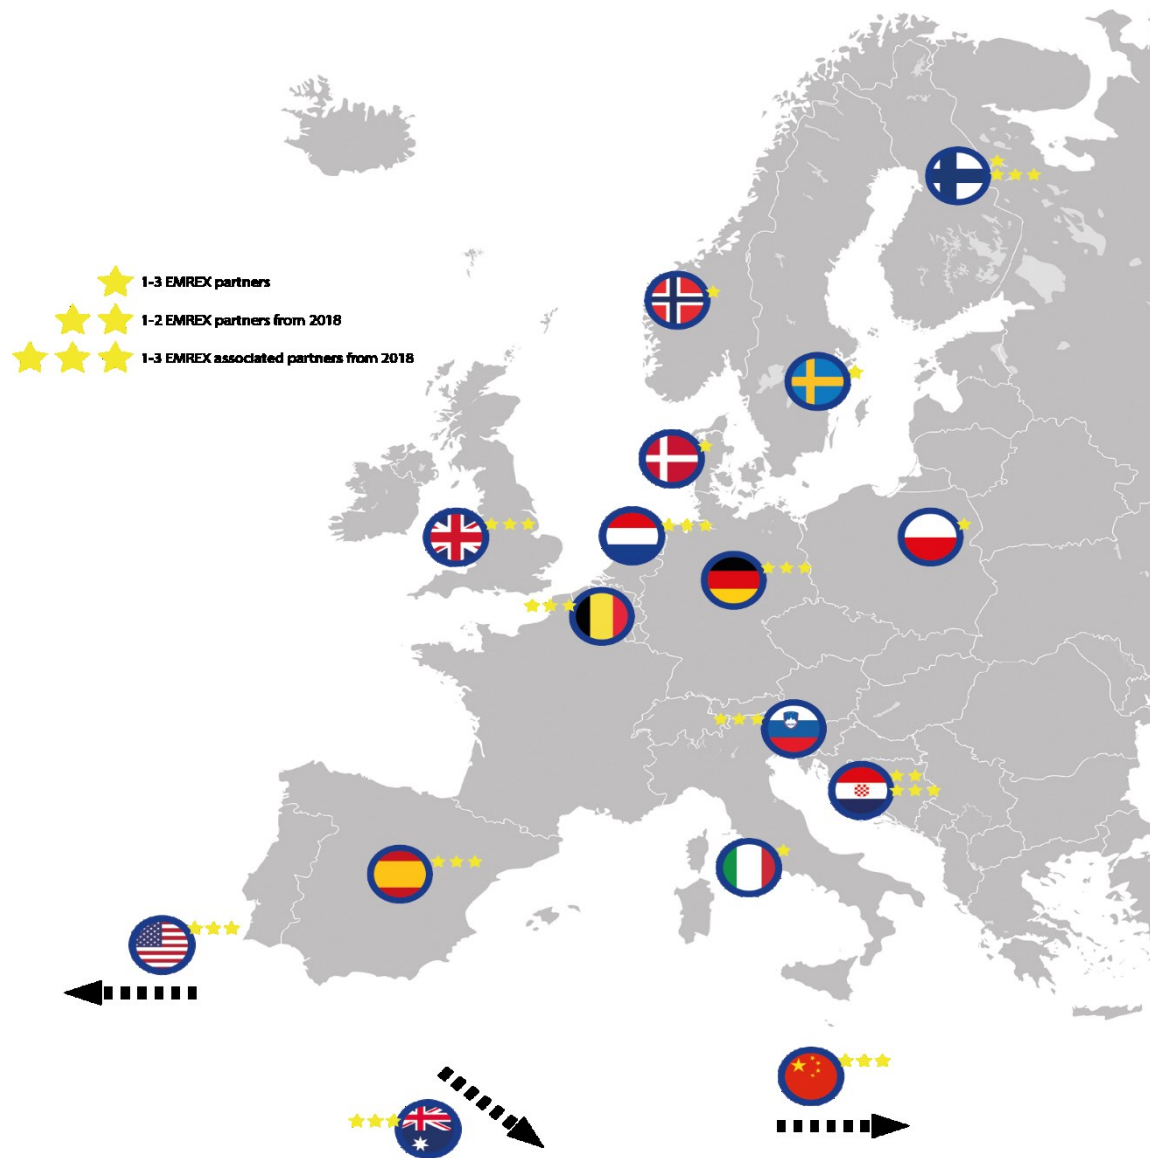 1-3 EMREX partners
1-2 EMREX partners from 2018
1-3 EMREX associated partners from 2018